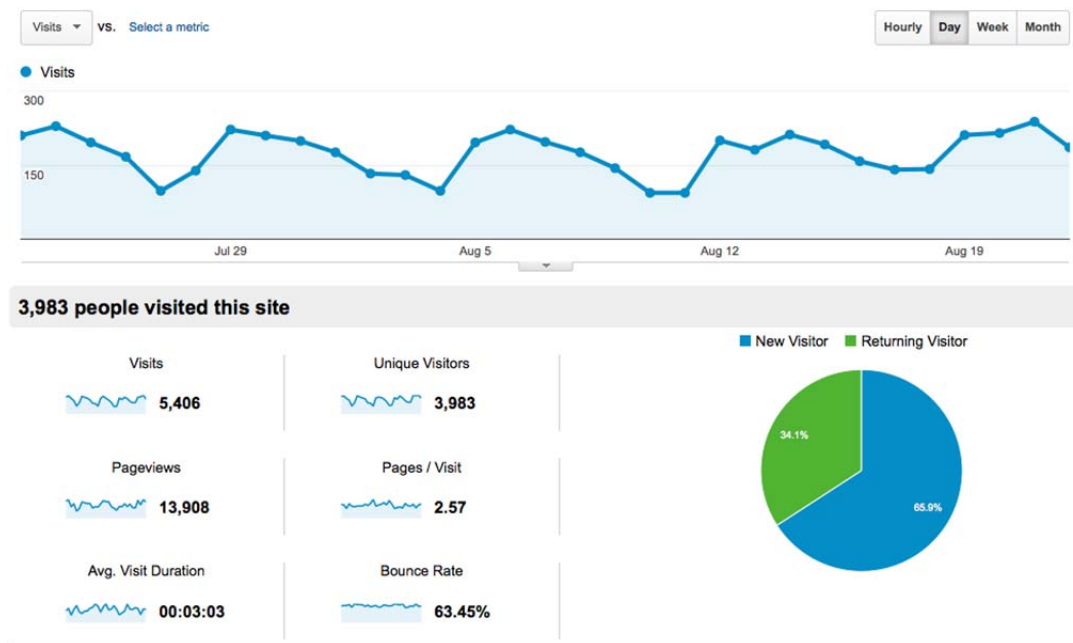 Visits VS. Select a metric Hourly Day Week Month
Visits
300
150
Jul 29 Aug 5 Aug 12 Aug 19
3,983 people visited this site
New Visitor Returning Visitor
Visits Unique Visitors
5,406 3,983
34.1%
Pageviews Pages / Visit
13,908 2.57
65.9%
Avg. Visit Duration Bounce Rate
00:03:03 63.45%